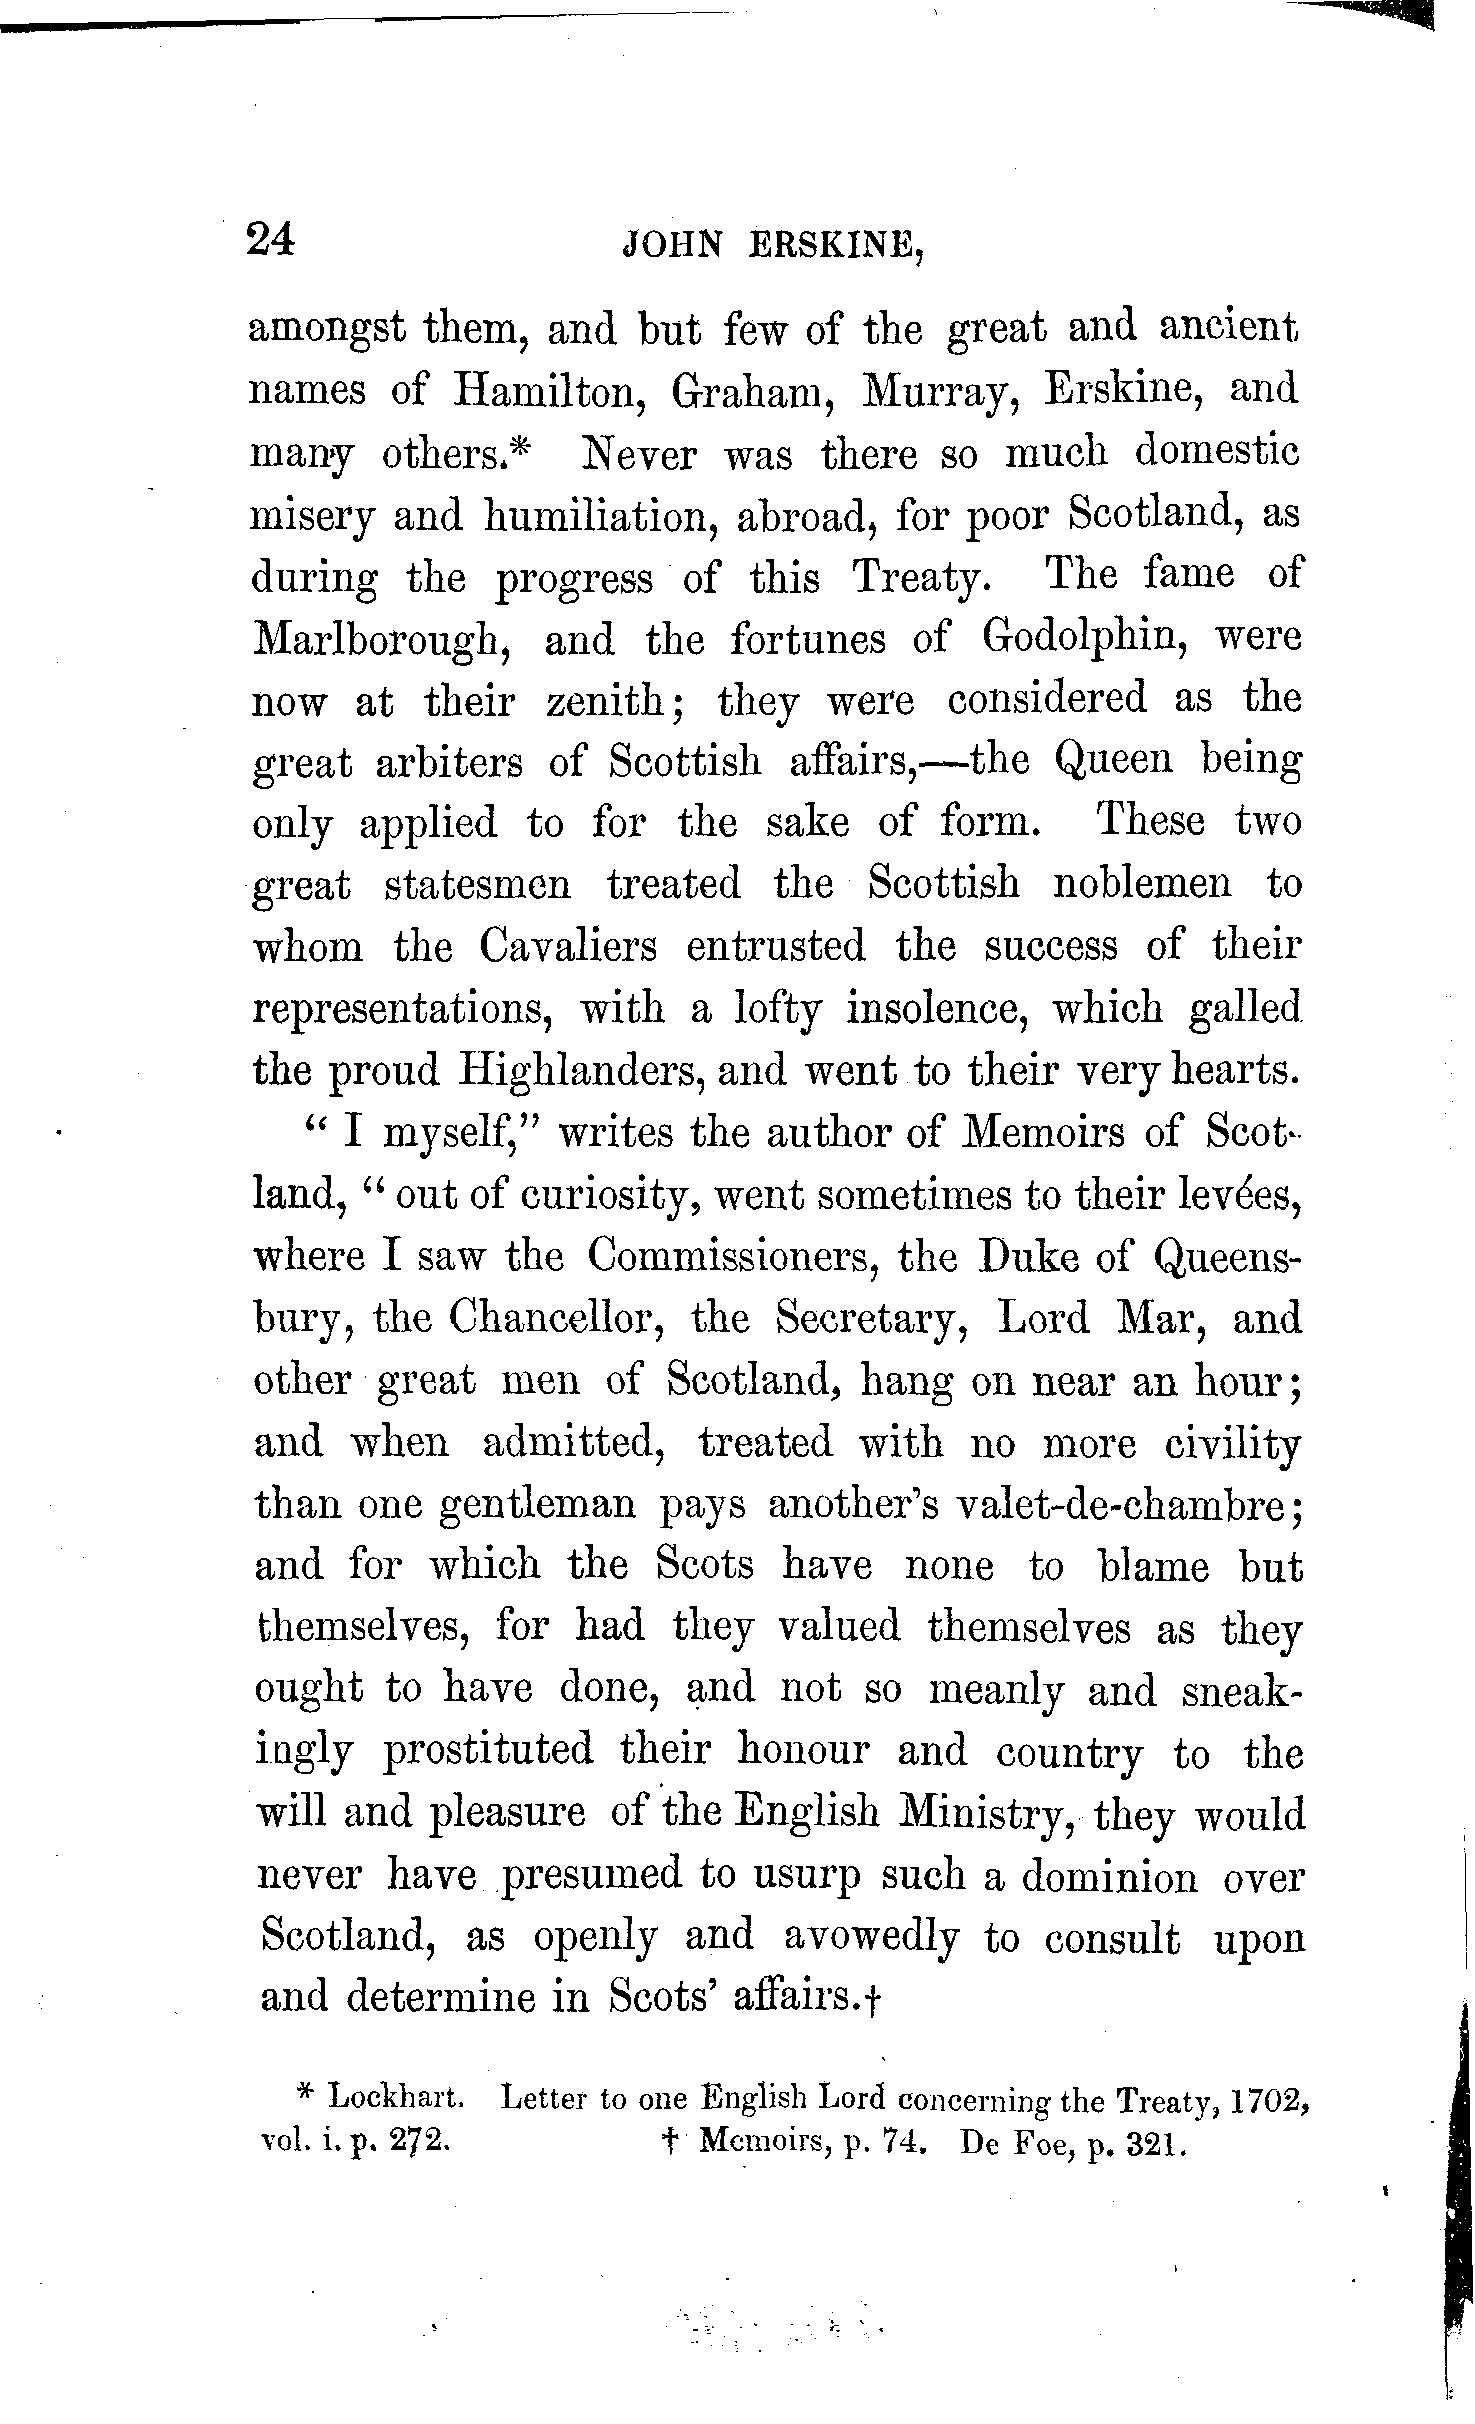 24 JOHN ERSKINE,
amongst them, and but few of the great and ancient
names of Hamilton, Graham, Murray, Erskine, and
many others.* Never was there so much domestic
misery and humiliation, abroad, for poor Scotland, as
during the progress of this Treaty. The fame of
Marlborough, and the fortunes of Godolphin, were
now at their zenith; they were considered as the
great arbiters of Scottish affairs,—the Queen being
only applied to for the sake of form. These two
great statesmen treated the Scottish noblemen to
whom the Cavaliers entrusted the success of their
representations, with a lofty insolence, which galled
the proud Highlanders, and went to their very hearts.
“ I myself,” writes the author of Memoirs of Scot-
land, “ out of curiosity, went sometimes to their levées,
where I saw the Commissioners, the Duke of Queens-
bury, the Chancellor, the Secretary, Lord Mar, and
other great men of Scotland, hang on near an hour;
and when admitted, treated with no more civility
than one gentleman pays another's valet-de-chambre;
and for which the Scots have none to blame but
themselves, for had they valued themselves as they
ought to have done, and not so meanly and sneak-
ingly prostituted their honour and country to the
will and pleasure of the English Ministry, they would
never have presumed to usurp such a dominion over
Scotland, as openly and avowedly to consult upon
and determine in Scots' affairs.†
* Lockhart. Letter to one English Lord concerning the Treaty, 1702,
vol. i. p. 272. † Memoirs, p. 74. De Foe, p. 321.